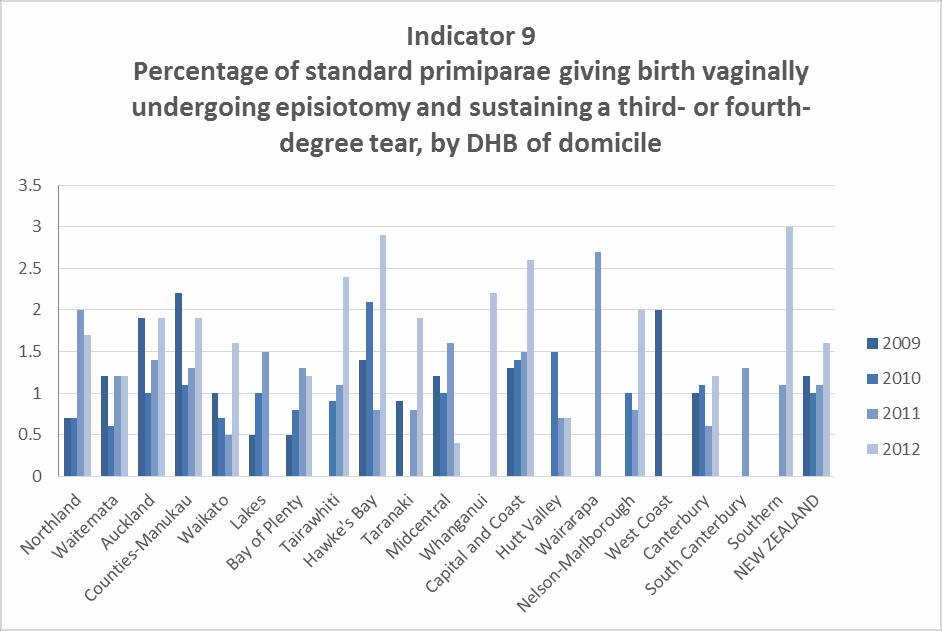 Indicator 9
Percentage of standard primiparae giving birth vaginally
undergoing episiotomy and sustaining a third- or fourth-
degree tear, by DHB of domicile
3.5
3
2.5
2
1.5
1
0.5
0
2009
2010
2011
2012
Northland
Waitemata
Auckland
Counties-Manukau
Waikato
Lakes
Bay of Plenty
Tairawhiti
Hawke's Bay
Taranaki
Midcentral
Whanganui
Capital and Coast
Hutt Valley
Wairarapa
Nelson-Marlborough
West Coast
Canterbury
South Canterbury
Southern
NEW ZEALAND